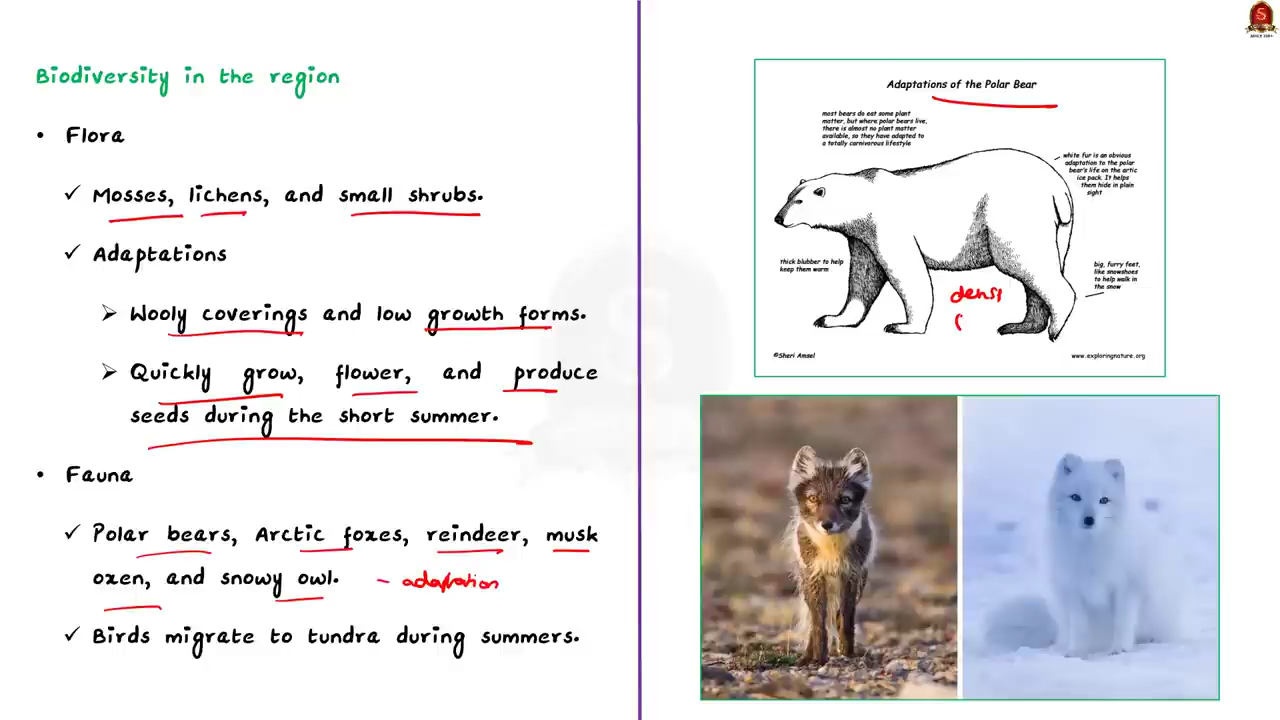 Biodiversity in the region
• Flora
✓ Mosses, lichens, and small shrubs.
✓ Adaptations
➢ Wooly coverings and low growth forms.
➢ Quickly grow, flower, and produce
seeds during the short summer.
• Fauna
✓ Polar bears, Arctic foxes, reindeer, musk
oxen, and snowy owl.
- adaptation
✓ Birds migrate to tundra during summers.
Adaptations of the Polar Bear
most bears do eat some plant
matter, but where polar bears live,
there is almost no plant matter
available, so they have adapted to
a totally carnivorous lifestyle
white fur is an obvious
adaptation to the polar
bear's life on the artic
ice pack. It helps
them hide in plain
sight
thick blubber to help
keep them warm
big, furry feet,
like snowshoes
to help walk in
the snow
©Sheri Amsel
www.exploringnature.org
S